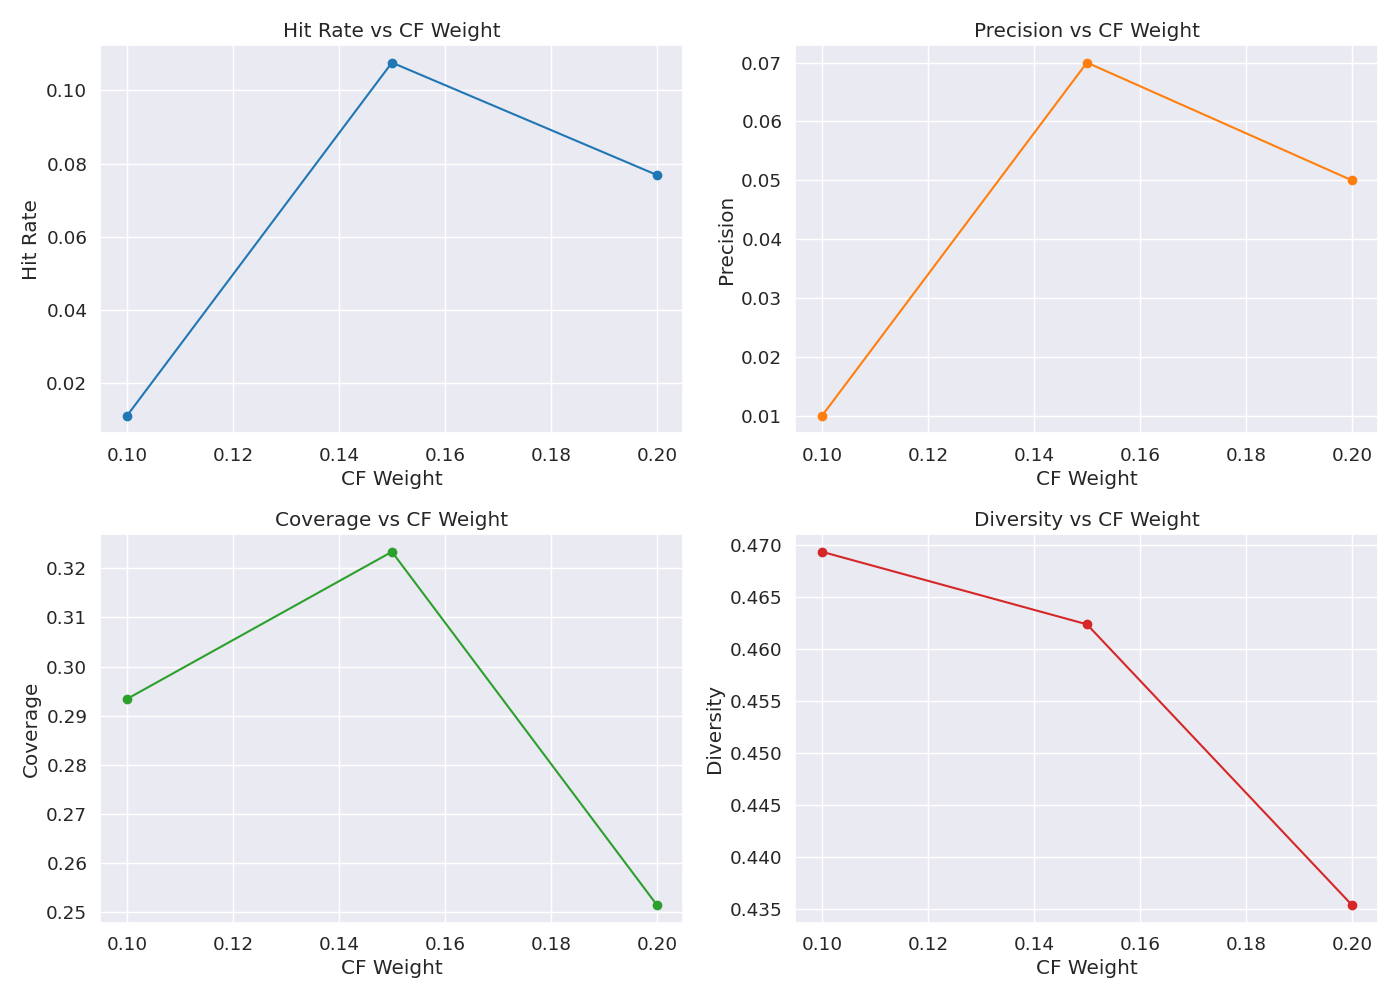 Hit Rate vs CF Weight
Hit Rate
0.10
0.08
0.06
0.04
0.02
0.10 0.12 0.14 0.16 0.18 0.20
CF Weight
Precision vs CF Weight
Precision
0.07
0.06
0.05
0.04
0.03
0.02
0.01
0.10 0.12 0.14 0.16 0.18 0.20
CF Weight
Coverage vs CF Weight
Coverage
0.32
0.31
0.30
0.29
0.28
0.27
0.26
0.25
0.10 0.12 0.14 0.16 0.18 0.20
CF Weight
Diversity vs CF Weight
Diversity
0.470
0.465
0.460
0.455
0.450
0.445
0.440
0.435
0.10 0.12 0.14 0.16 0.18 0.20
CF Weight